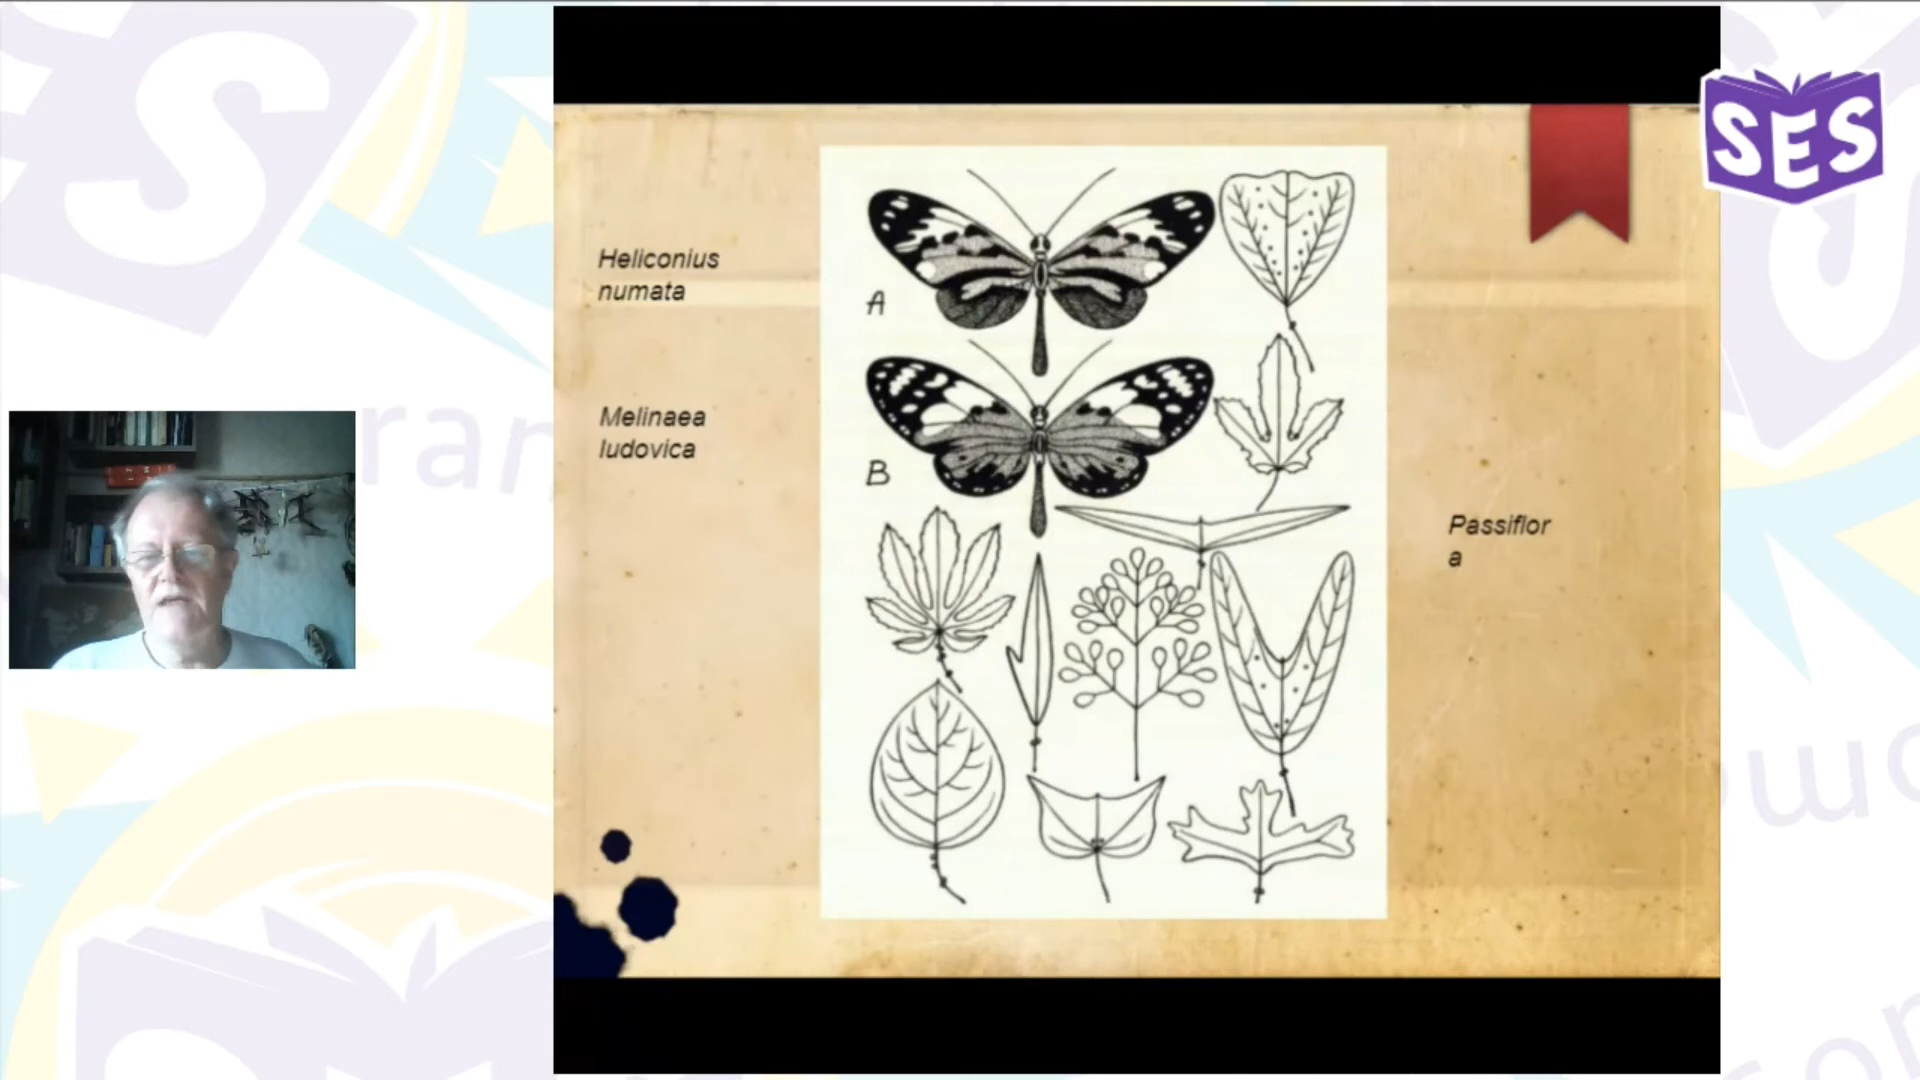 SES
Heliconius
numata
A
Melinaea
ludovica
B
Passiflor
a